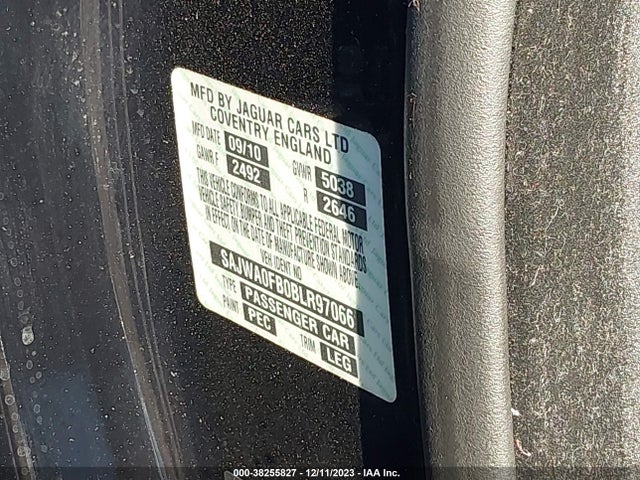 MFD BY JAGUAR CARS LTD
COVENTRY ENGLAND
MFD DATE 09/10 GVWR 5038
GAWR F 2492 R 2646
THIS VEHICLE CONFORMS TO ALL APPLICABLE FEDERAL MOTOR
VEHICLE SAFETY BUMPER, AND THEFT PREVENTION STANDARDS
IN EFFECT ON THE DATE OF MANUFACTURE SHOWN ABOVE.
VEH IDENT NO
SAJWA0FB0BLR97066
TYPE PASSENGER CAR
PAINT PEC TRIM LEG
000-38255827 - 12/11/2023 - IAA Inc.